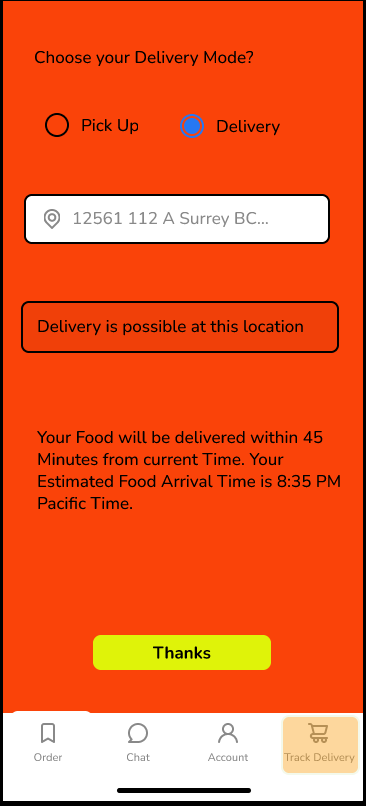 Choose your Delivery Mode?
Pick Up Delivery
12561 112 A Surrey BC...
Delivery is possible at this location
Your Food will be delivered within 45
Minutes from current Time. Your
Estimated Food Arrival Time is 8:35 PM
Pacific Time.
Thanks
Order Chat Account Track Delivery